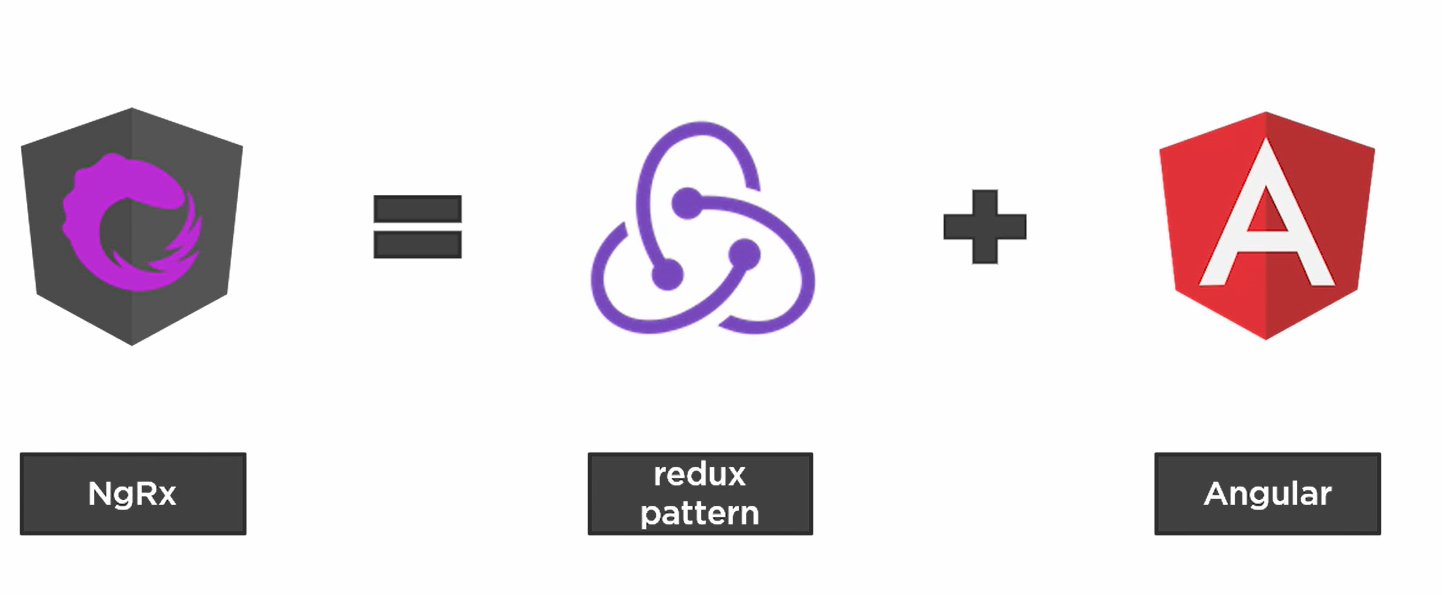 NgRx
redux
pattern
Angular